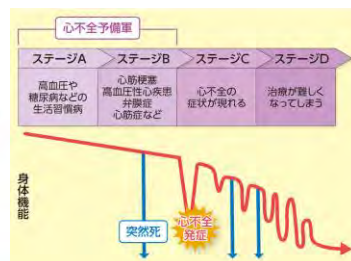 心不全予備軍
ステージA
ステージB
ステージC
ステージD
高血圧や
糖尿病などの
生活習慣病
心筋梗塞
高血圧性心疾患
弁膜症
心筋症など
心不全の
症状が現れる
治療が難しく
なってしまう
身体機能
突然死
心不全
発症